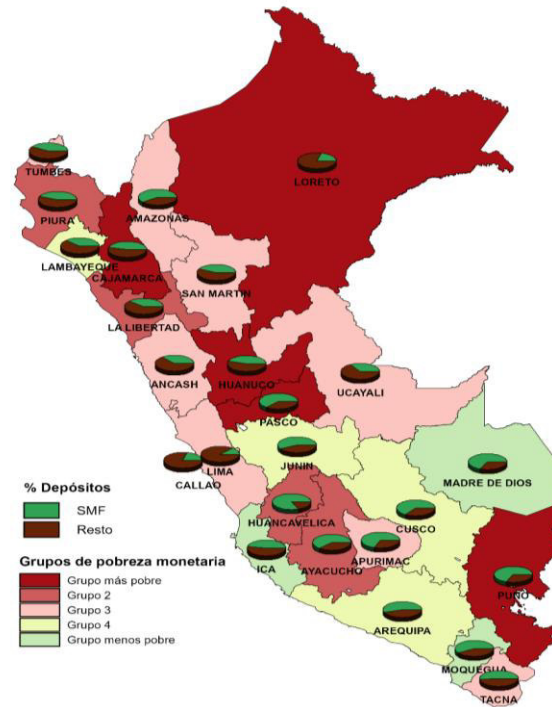 LORETO
TUMBES
PIURA
AMAZONAS
LAMBAYEQUE
CAJAMARCA
SAN MARTIN
LA LIBERTAD
ANCASH
HUANUCO
UCAYALI
PASCO
LIMA
CALLAO
JUNIN
MADRE DE DIOS
HUANCAVELICA
CUSCO
ICA
AYACUCHO
APURIMAC
PUNO
AREQUIPA
MOQUEGUA
TACNA
% Depósitos
SMF
Resto
Grupos de pobreza monetaria
Grupo más pobre
Grupo 2
Grupo 3
Grupo 4
Grupo menos pobre